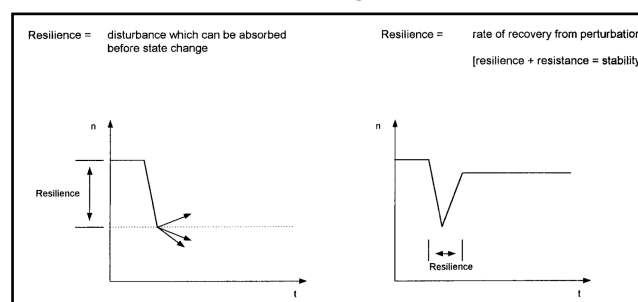 Resilience = disturbance which can be absorbed
before state change
n
Resilience
t
Resilience = rate of recovery from perturbation
[resilience + resistance = stability
n
Resilience
t